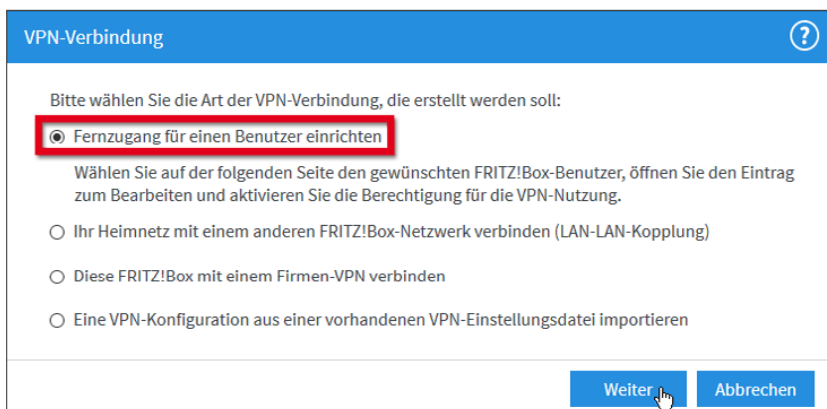 VPN-Verbindung
?
Bitte wählen Sie die Art der VPN-Verbindung, die erstellt werden soll:
Fernzugang für einen Benutzer einrichten
Wählen Sie auf der folgenden Seite den gewünschten FRITZ!Box-Benutzer, öffnen Sie den Eintrag
zum Bearbeiten und aktivieren Sie die Berechtigung für die VPN-Nutzung.
Ihr Heimnetz mit einem anderen FRITZ!Box-Netzwerk verbinden (LAN-LAN-Kopplung)
Diese FRITZ!Box mit einem Firmen-VPN verbinden
Eine VPN-Konfiguration aus einer vorhandenen VPN-Einstellungsdatei importieren
Weiter Abbrechen